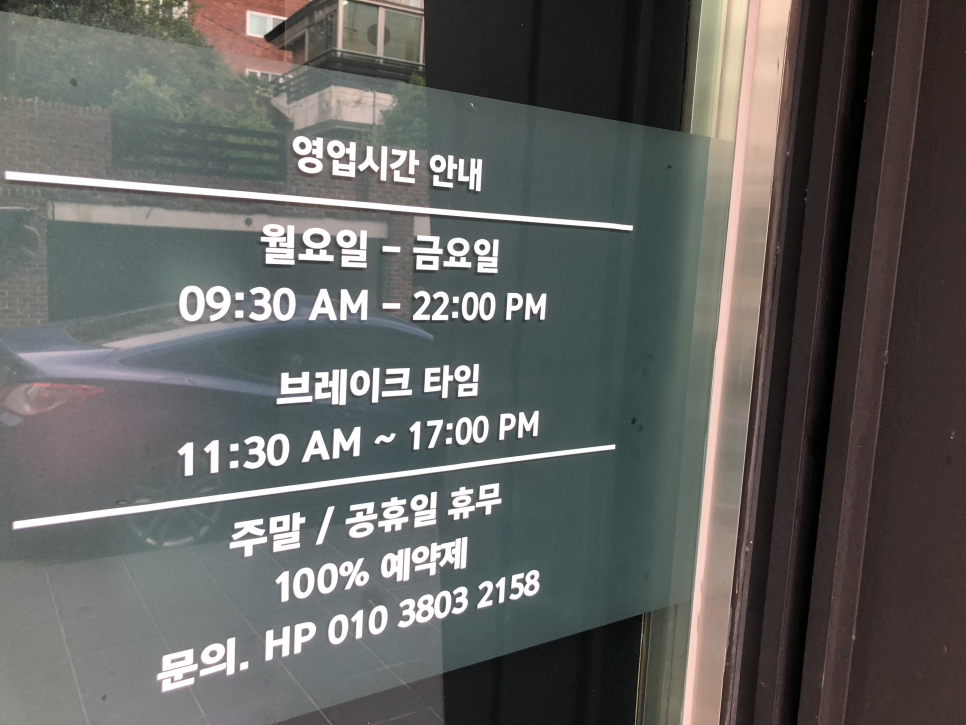 영업시간 안내
월요일 - 금요일
09:30 AM - 22:00 PM
브레이크 타임
11:30 AM ~ 17:00 PM
주말 / 공휴일 휴무
100% 예약제
문의. HP 010 3803 2158